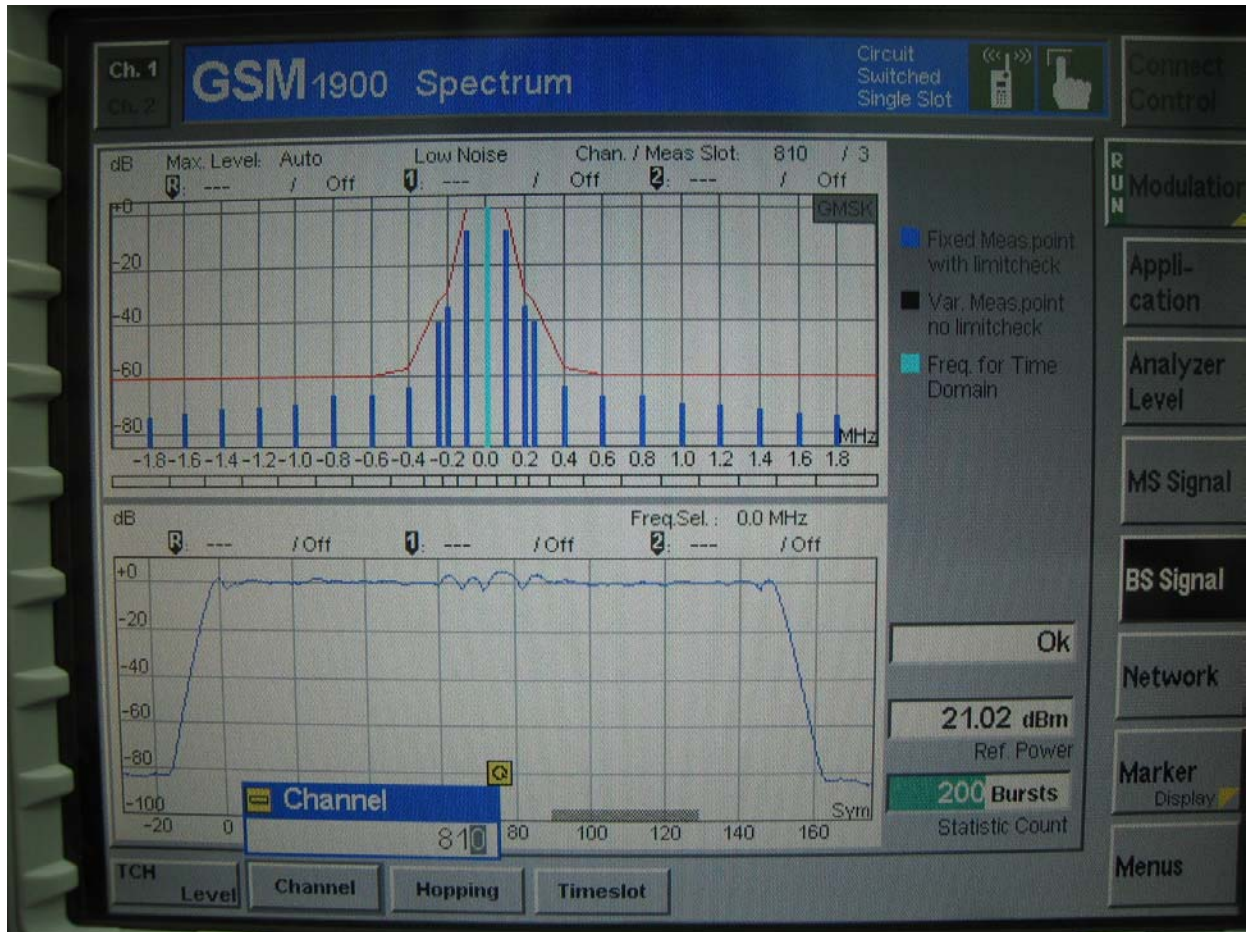 Ch. 1
Ch. 2
GSM 1900 Spectrum
Circuit
Switched
Single Slot
Connect
Control
dB Max. Level: Auto Low Noise Chan. / Meas Slot: 810 / 3
R: --- / Off 1: --- / Off 2: --- / Off
GMSK
+0
-20
-40
-60
-80
MHz
-1.8 -1.6 -1.4 -1.2 -1.0 -0.8 -0.6 -0.4 -0.2 0.0 0.2 0.4 0.6 0.8 1.0 1.2 1.4 1.6 1.8
Fixed Meas.point
with limitcheck
Var. Meas.point
no limitcheck
Freq. for Time
Domain
RUN
Modulation
Appli-
cation
Analyzer
Level
MS Signal
BS Signal
Network
Marker
Display
Menus
dB Freq.Sel. : 0.0 MHz
R: --- / Off 1: --- / Off 2: --- / Off
+0
-20
-40
-60
-80
-100
Sym
-20 0 80 100 120 140 160
Channel
810
Ok
21.02 dBm
Ref. Power
200 Bursts
Statistic Count
TCH
Level
Channel
Hopping
Timeslot